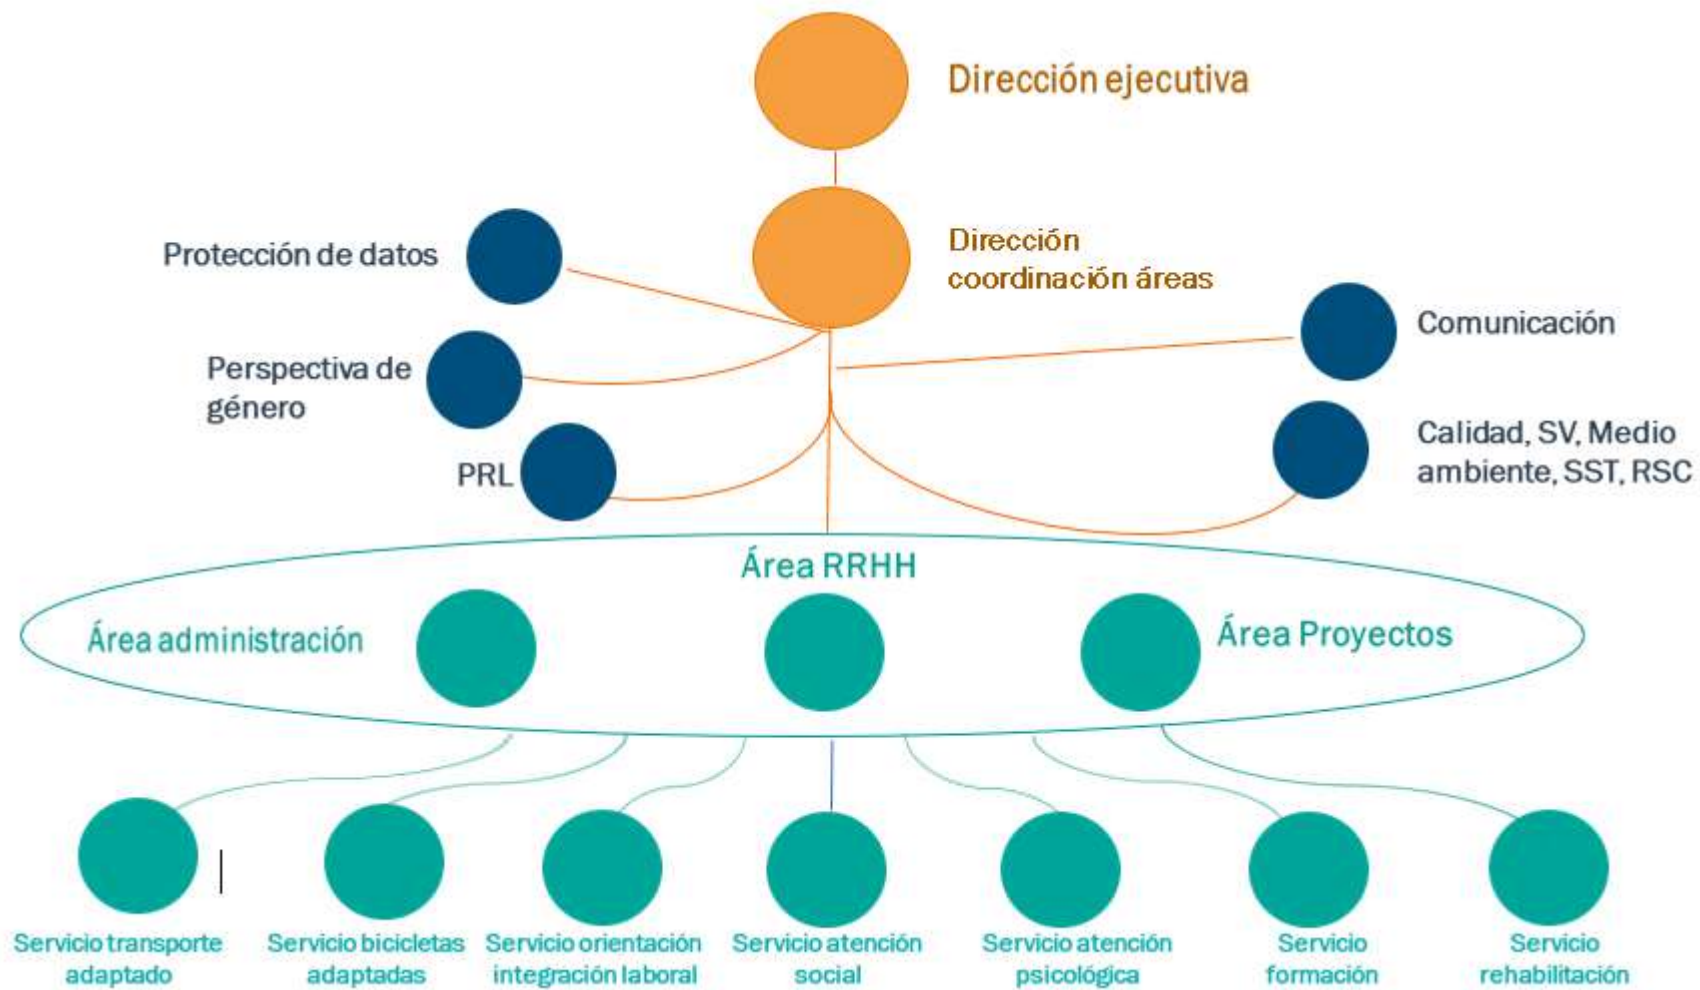 Dirección ejecutiva
Dirección
coordinación áreas
Protección de datos
Comunicación
Perspectiva de
género
Calidad, SV, Medio
ambiente, SST, RSC
PRL
Área RRHH
Área administración
Área Proyectos
Servicio transporte
adaptado
Servicio bicicletas
adaptadas
Servicio orientación
integración laboral
Servicio atención
social
Servicio atención
psicológica
Servicio
formación
Servicio
rehabilitación